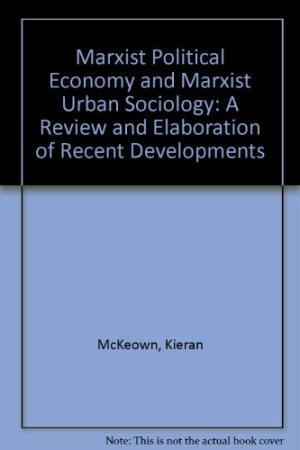 Marxist Political
Economy and Marxist
Urban Sociology: A
Review and Elaboration
of Recent Developments
McKeown, Kieran
Note: This is not the actual book cover